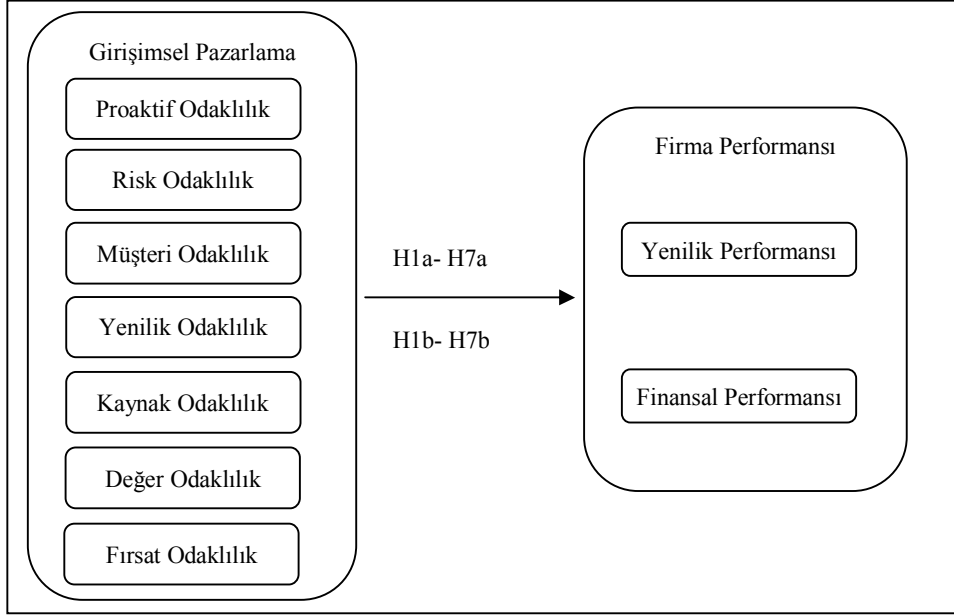 Girişimsel Pazarlama
Proaktif Odaklılık
Risk Odaklılık
Müşteri Odaklılık
Yenilik Odaklılık
Kaynak Odaklılık
Değer Odaklılık
Fırsat Odaklılık
H1a- H7a
H1b- H7b
Firma Performansı
Yenilik Performansı
Finansal Performansı